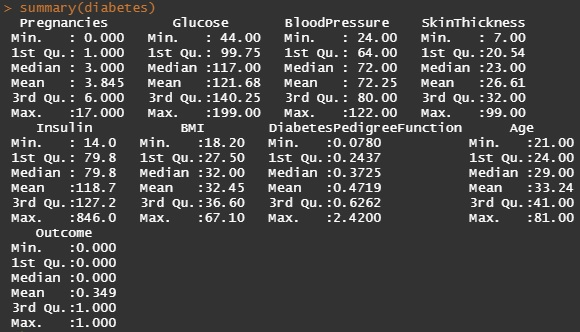 > summary(diabetes)
Pregnancies Glucose BloodPressure SkinThickness
Min. : 0.000 Min. : 44.00 Min. : 24.00 Min. : 7.00
1st Qu.: 1.000 1st Qu.: 99.75 1st Qu.: 64.00 1st Qu.:20.54
Median : 3.000 Median :117.00 Median : 72.00 Median :23.00
Mean : 3.845 Mean :121.68 Mean : 72.25 Mean :26.61
3rd Qu.: 6.000 3rd Qu.:140.25 3rd Qu.: 80.00 3rd Qu.:32.00
Max. :17.000 Max. :199.00 Max. :122.00 Max. :99.00
Insulin BMI DiabetesPedigreeFunction Age
Min. : 14.0 Min. :18.20 Min. :0.0780 Min. :21.00
1st Qu.: 79.8 1st Qu.:27.50 1st Qu.:0.2437 1st Qu.:24.00
Median : 79.8 Median :32.00 Median :0.3725 Median :29.00
Mean :118.7 Mean :32.45 Mean :0.4719 Mean :33.24
3rd Qu.:127.2 3rd Qu.:36.60 3rd Qu.:0.6262 3rd Qu.:41.00
Max. :846.0 Max. :67.10 Max. :2.4200 Max. :81.00
Outcome
Min. :0.000
1st Qu.:0.000
Median :0.000
Mean :0.349
3rd Qu.:1.000
Max. :1.000